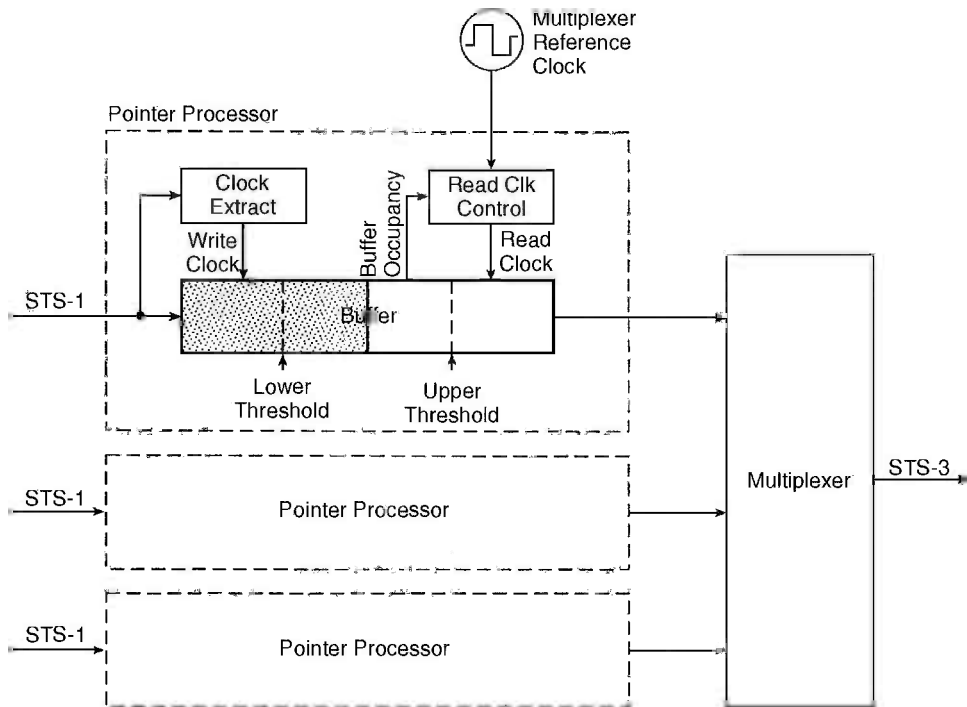 Multiplexer
Reference
Clock
Pointer Processor
Clock
Extract
Read Clk
Control
Buffer
Occupancy
Write
Clock
Read
Clock
STS-1
Buffer
Lower
Threshold
Upper
Threshold
STS-1
Pointer Processor
Multiplexer
STS-3
STS-1
Pointer Processor